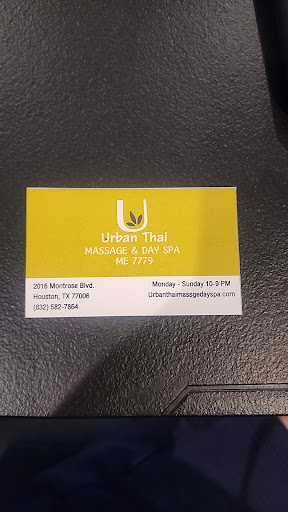 U
Urban Thai
MASSAGE & DAY SPA
ME 7779
2016 Montrose Blvd.
Houston, TX 77006
(832) 582-7864
Monday - Sunday 10-9 PM
Urbanthaimassgedayspa.com